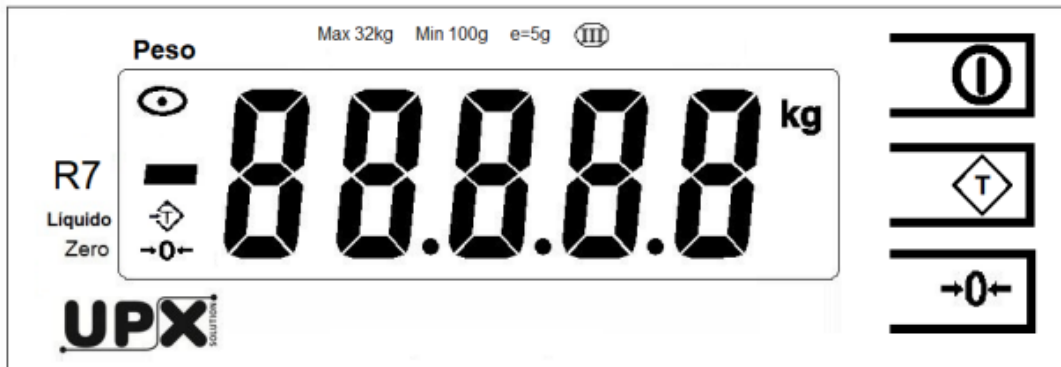 Max 32kg Min 100g e=5g III
Peso
88.8.8.8 kg
R7
T
Líquido T
Zero →0←
→0←
UPX
SOLUTION